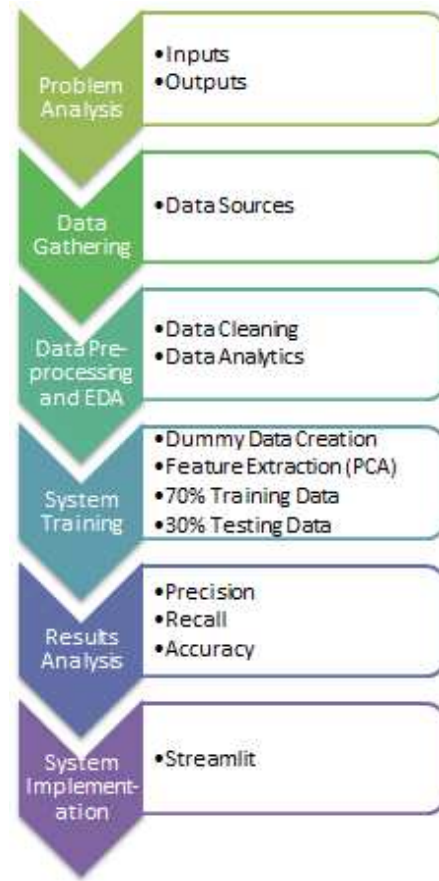 Problem
Analysis
•Inputs
•Outputs
Data
Gathering
•Data Sources
Data Pre-
processing
and EDA
•Data Cleaning
•Data Analytics
System
Training
•Dummy Data Creation
•Feature Extraction (PCA)
•70% Training Data
•30% Testing Data
Results
Analysis
•Precision
•Recall
•Accuracy
System
Implement-
ation
•Streamlit